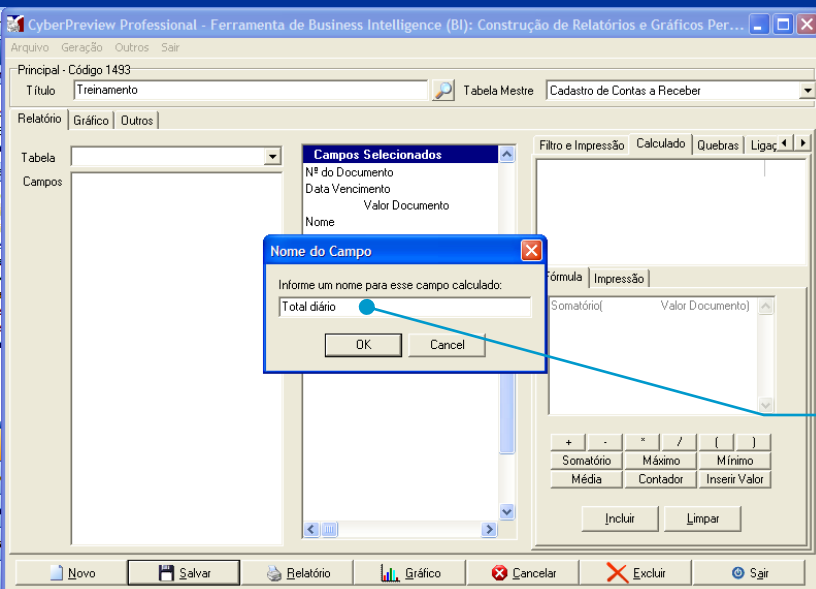 CyberPreview Professional - Ferramenta de Business Intelligence (BI): Construção de Relatórios e Gráficos Per...
Arquivo Geração Outros Sair
Principal - Código 1493
Título Treinamento Tabela Mestre Cadastro de Contas a Receber
Relatório Gráfico Outros
Filtro e Impressão Calculado Quebras Ligaç
Tabela
Campos
Campos Selecionados
Nº do Documento
Data Vencimento
Valor Documento
Nome
Nome do Campo
Informe um nome para esse campo calculado:
Total diário
OK Cancel
Fórmula Impressão
Somatório( Valor Documento)
+ - * / ( )
Somatório Máximo Mínimo
Média Contador Inserir Valor
Incluir Limpar
Novo Salvar Relatório Gráfico Cancelar Excluir Sair